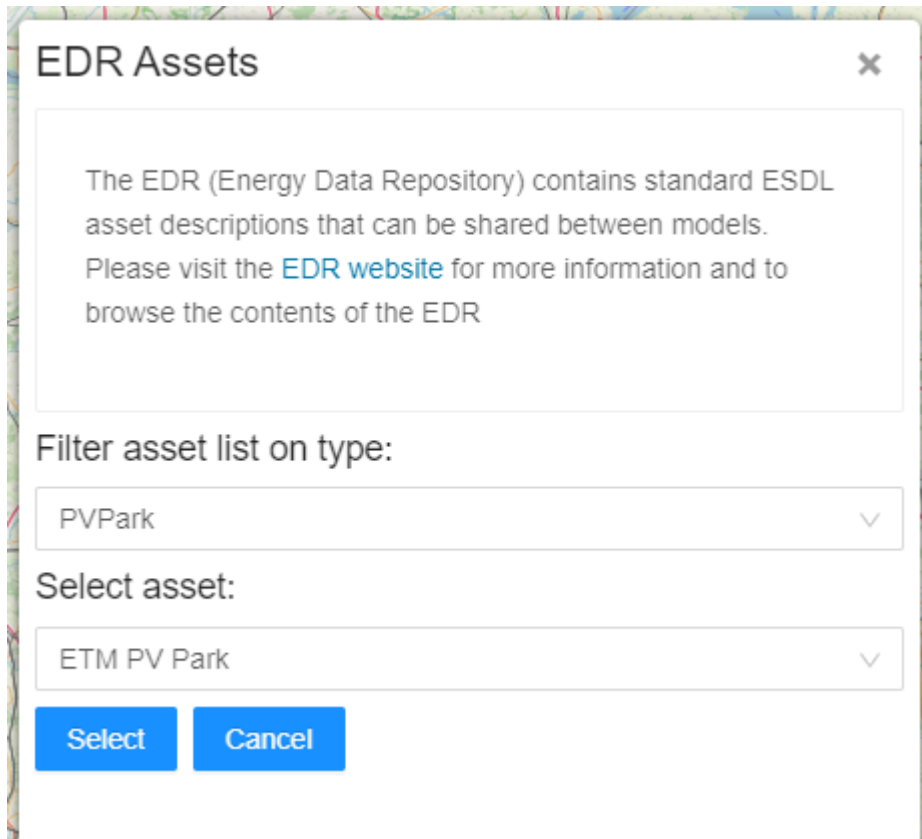 EDR Assets
The EDR (Energy Data Repository) contains standard ESDL
asset descriptions that can be shared between models.
Please visit the EDR website for more information and to
browse the contents of the EDR
Filter asset list on type:
PVPark
Select asset:
ETM PV Park
Select Cancel